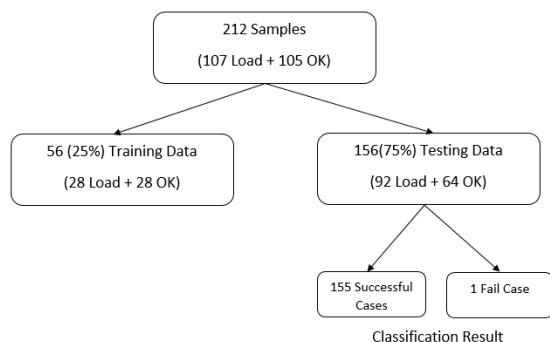 212 Samples
(107 Load + 105 OK)
56 (25%) Training Data
(28 Load + 28 OK)
156(75%) Testing Data
(92 Load + 64 OK)
155 Successful
Cases
1 Fail Case
Classification Result